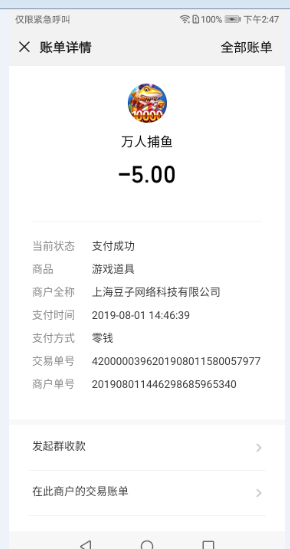 仅限紧急呼叫 100% 下午2:47
账单详情 全部账单
10000
万人捕鱼
-5.00
当前状态 支付成功
商品 游戏道具
商户全称 上海豆子网络科技有限公司
支付时间 2019-08-01 14:46:39
支付方式 零钱
交易单号 4200000396201908011580057977
商户单号 201908011446298685965340
发起群收款
在此商户的交易账单